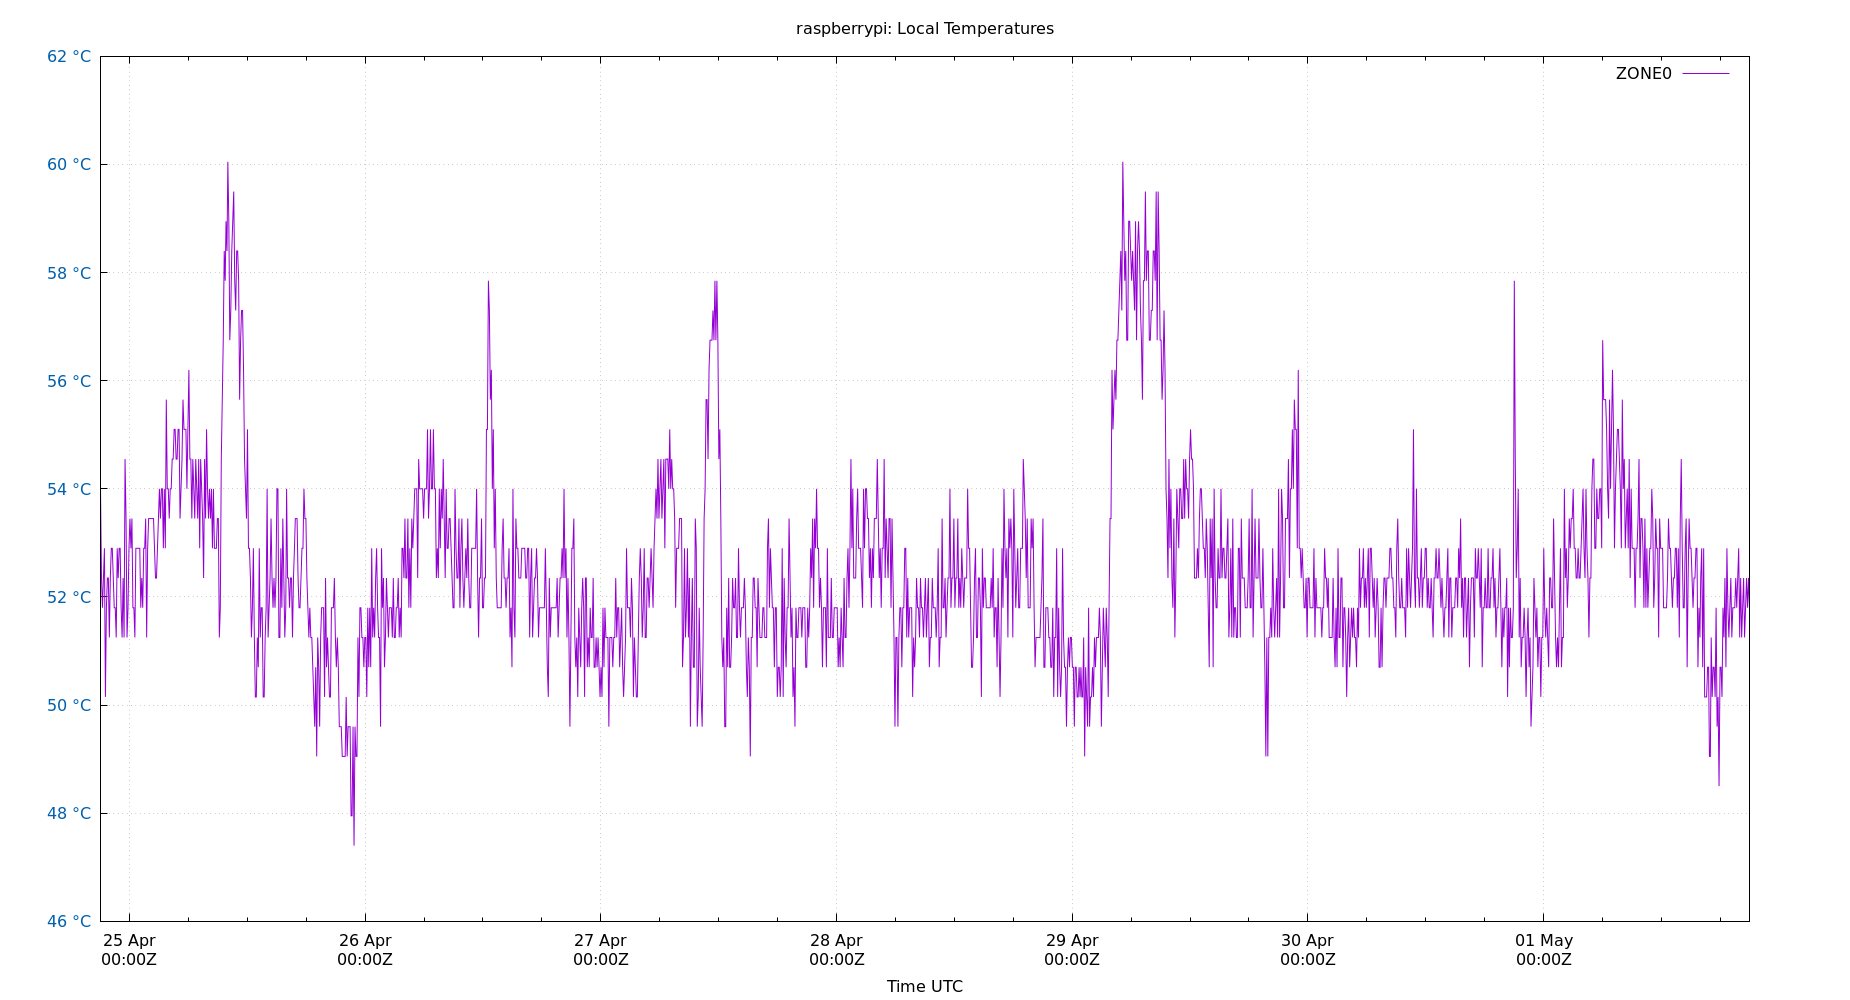 raspberrypi: Local Temperatures
ZONE0
62 °C
60 °C
58 °C
56 °C
54 °C
52 °C
50 °C
48 °C
46 °C
25 Apr 26 Apr 27 Apr 28 Apr 29 Apr 30 Apr 01 May
00:00Z 00:00Z 00:00Z 00:00Z 00:00Z 00:00Z 00:00Z
Time UTC